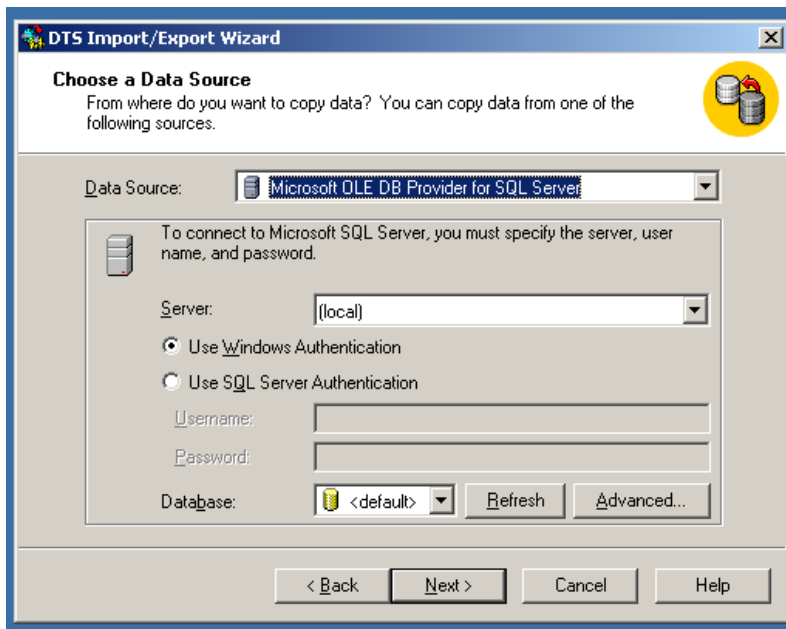 DTS Import/Export Wizard
Choose a Data Source
From where do you want to copy data? You can copy data from one of the
following sources.
Data Source: Microsoft OLE DB Provider for SQL Server
To connect to Microsoft SQL Server, you must specify the server, user
name, and password.
Server: (local)
Use Windows Authentication
Use SQL Server Authentication
Username:
Password:
Database: <default> Refresh Advanced...
< Back Next > Cancel Help